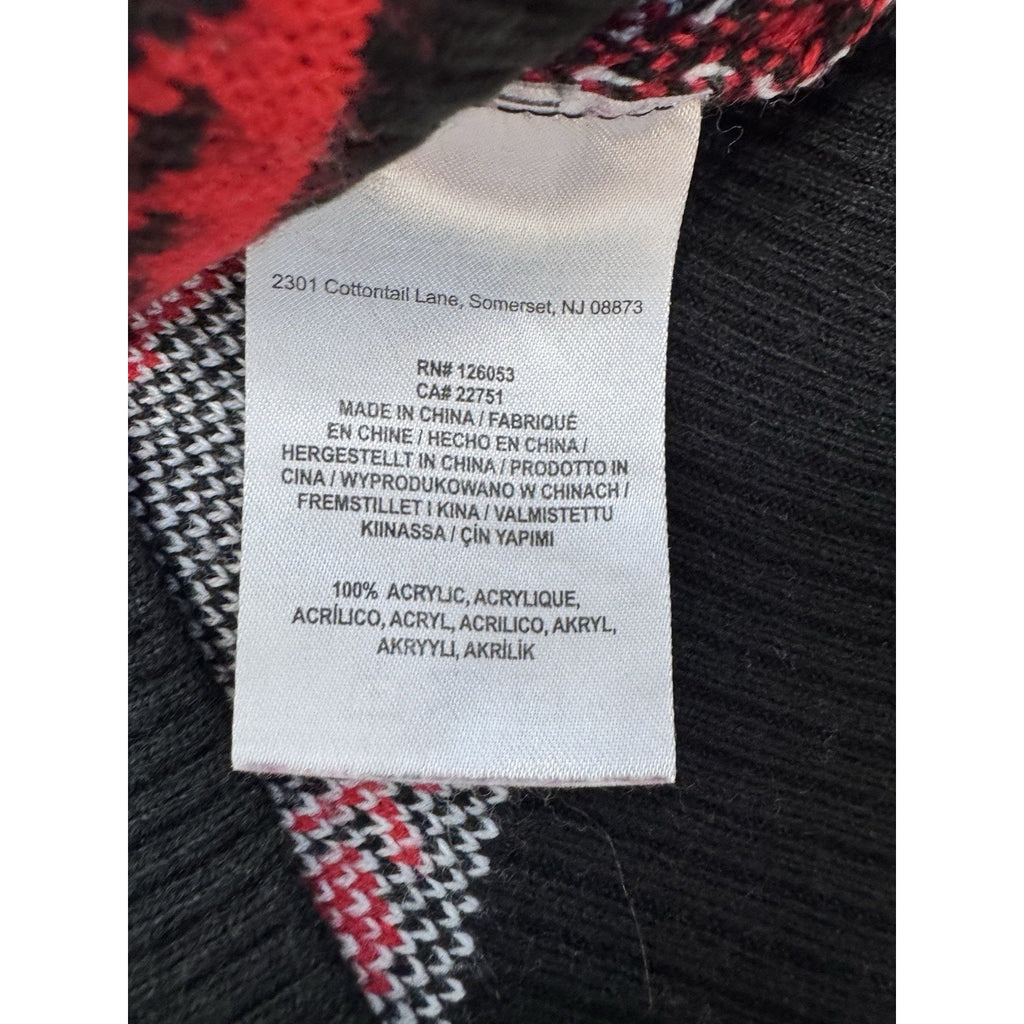 2301 Cottontail Lane, Somerset, NJ 08873
RN# 126053
CA# 22751
MADE IN CHINA / FABRIQUÉ
EN CHINE / HECHO EN CHINA /
HERGESTELLT IN CHINA / PRODOTTO IN
CINA / WYPRODUKOWANO W CHINACH /
FREMSTILLET I KINA / VALMISTETTU
KIINASSA / ÇİN YAPIMI
100% ACRYLIC, ACRYLIQUE,
ACRÍLICO, ACRYL, ACRILICO, AKRYL,
AKRYYLI, AKRİLİK